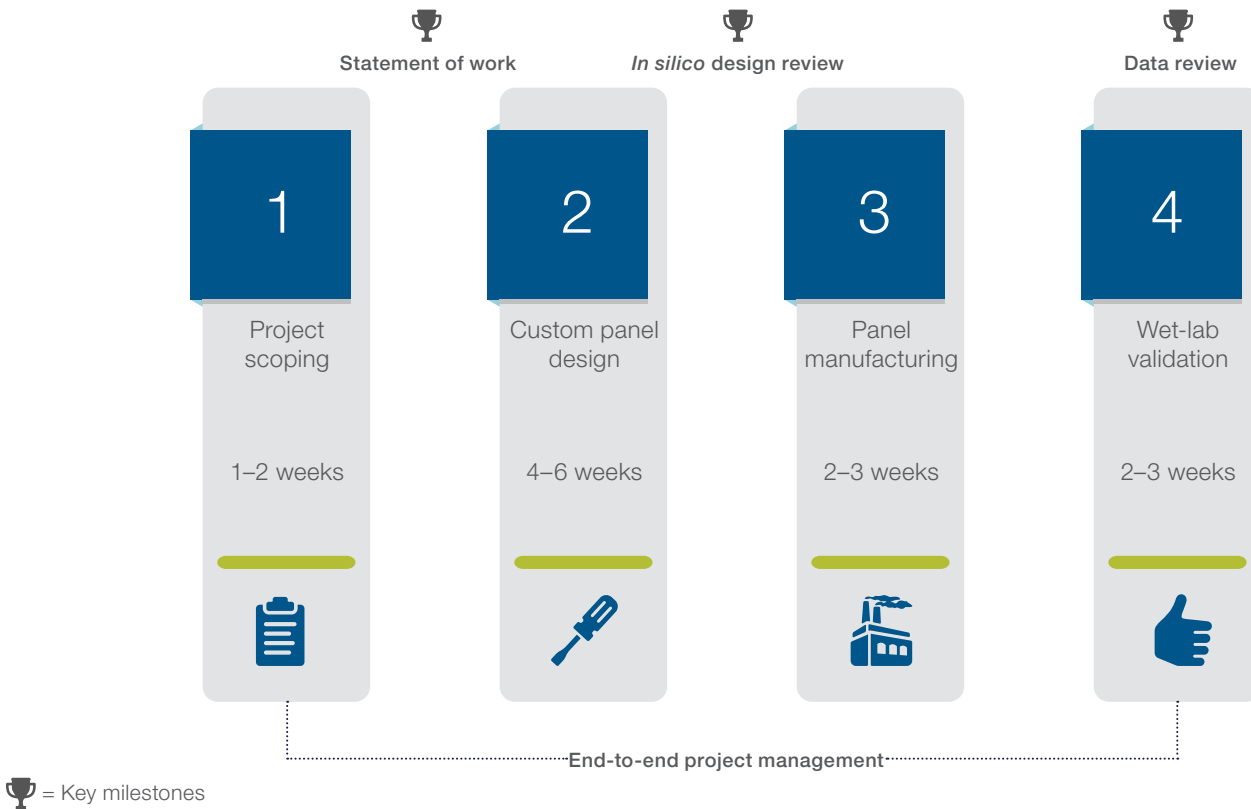 Statement of work
In silico design review
Data review
1
2
3
4
Project
scoping
Custom panel
design
Panel
manufacturing
Wet-lab
validation
1–2 weeks
4–6 weeks
2–3 weeks
2–3 weeks
End-to-end project management
= Key milestones